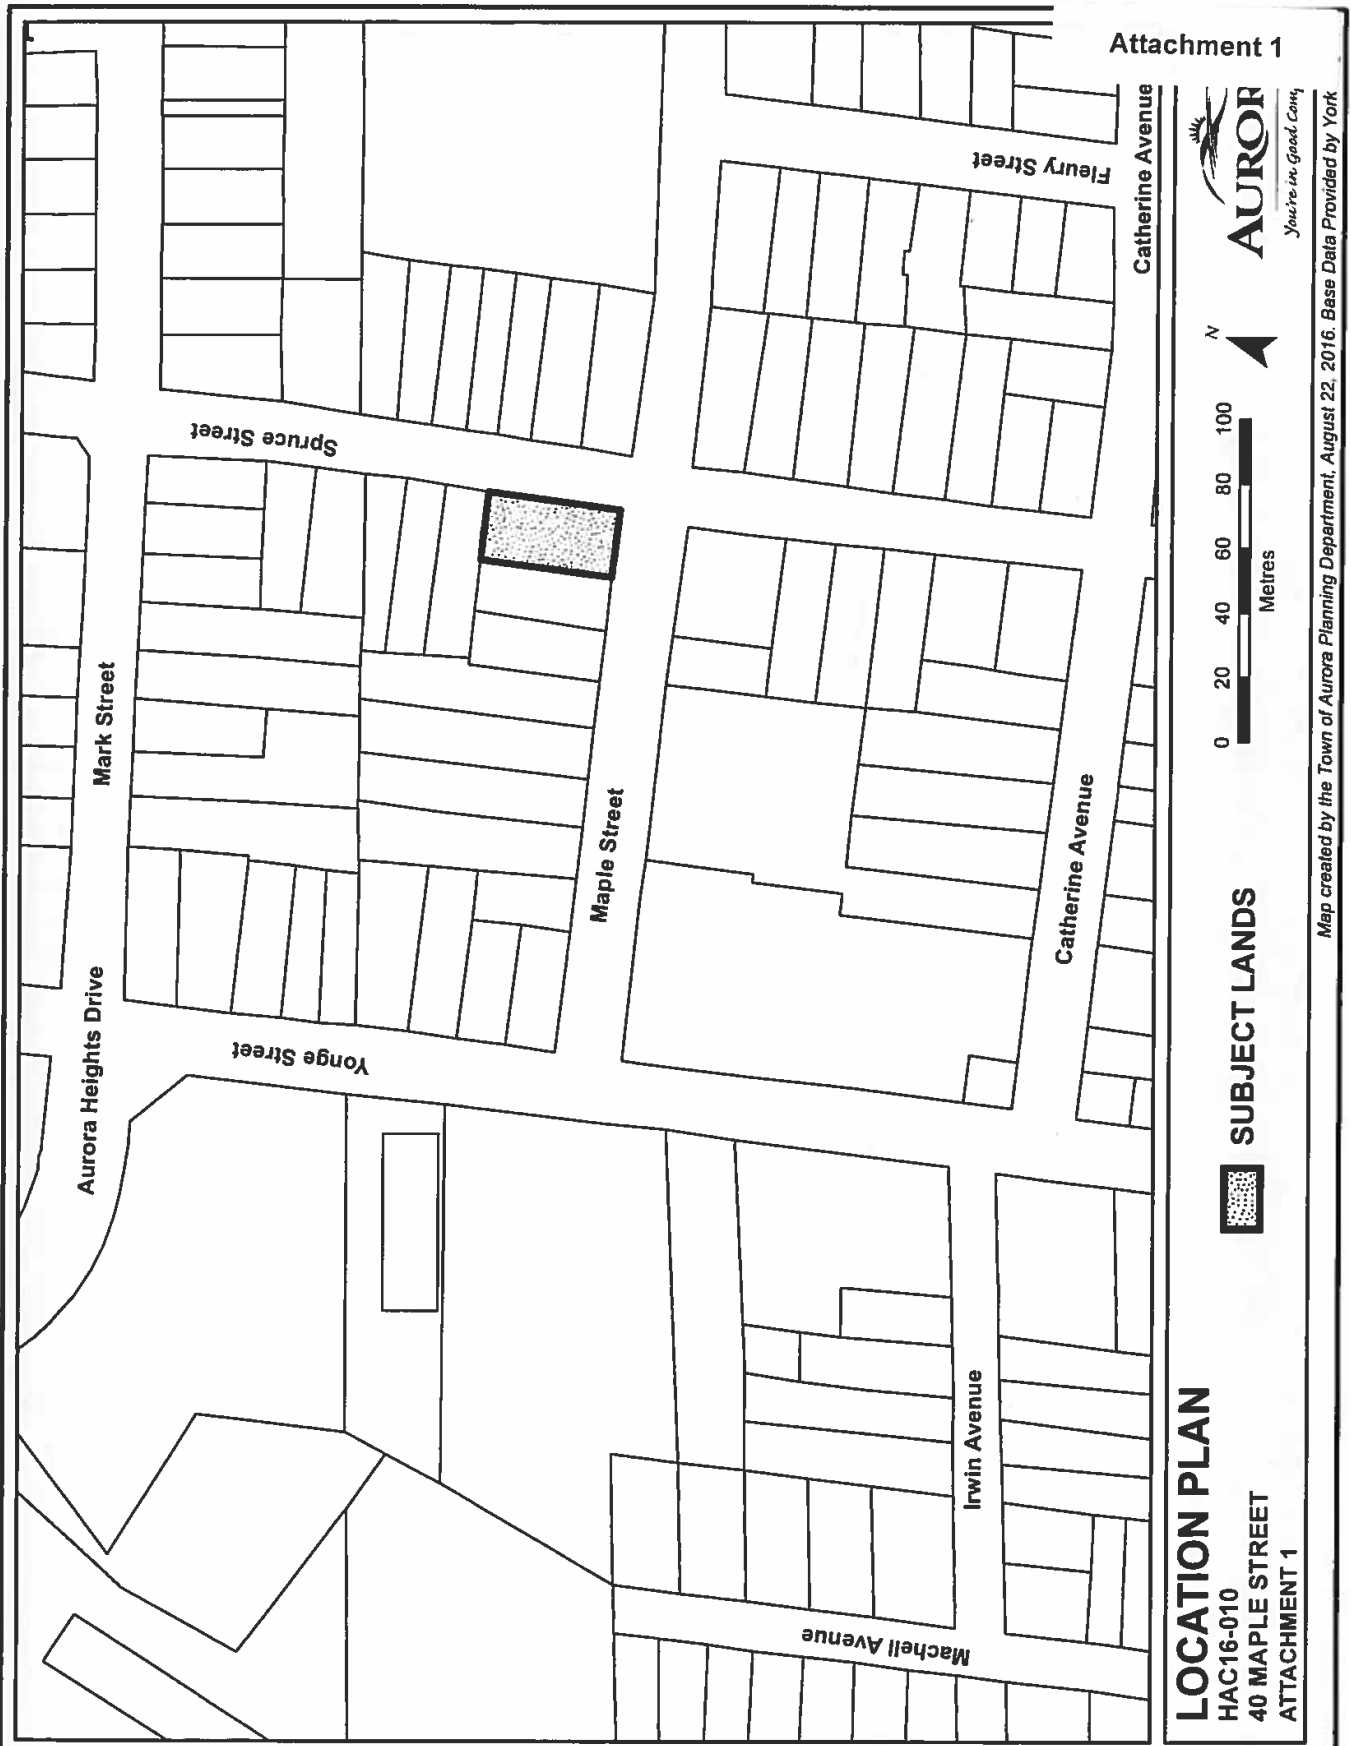 Attachment 1
Mark Street
Aurora Heights Drive
Spruce Street
Yonge Street
Maple Street
Fleury Street
Catherine Avenue
Catherine Avenue
Irwin Avenue
Machell Avenue
LOCATION PLAN
HAC16-010
40 MAPLE STREET
ATTACHMENT 1
SUBJECT LANDS
0 20 40 60 80 100
Metres
N
AUROR
You're in Good Com
Map created by the Town of Aurora Planning Department, August 22, 2016. Base Data Provided by York